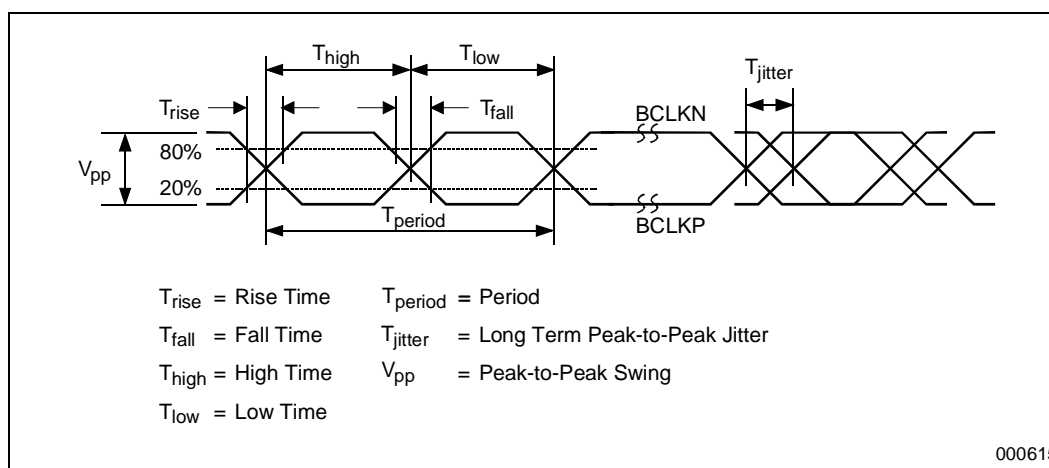 Thigh Tlow Tjitter
Trise Tfall BCLKN
80%
Vpp
20%
Tperiod BCLKP
Trise = Rise Time Tperiod = Period
Tfall = Fall Time Tjitter = Long Term Peak-to-Peak Jitter
Thigh = High Time Vpp = Peak-to-Peak Swing
Tlow = Low Time
000615